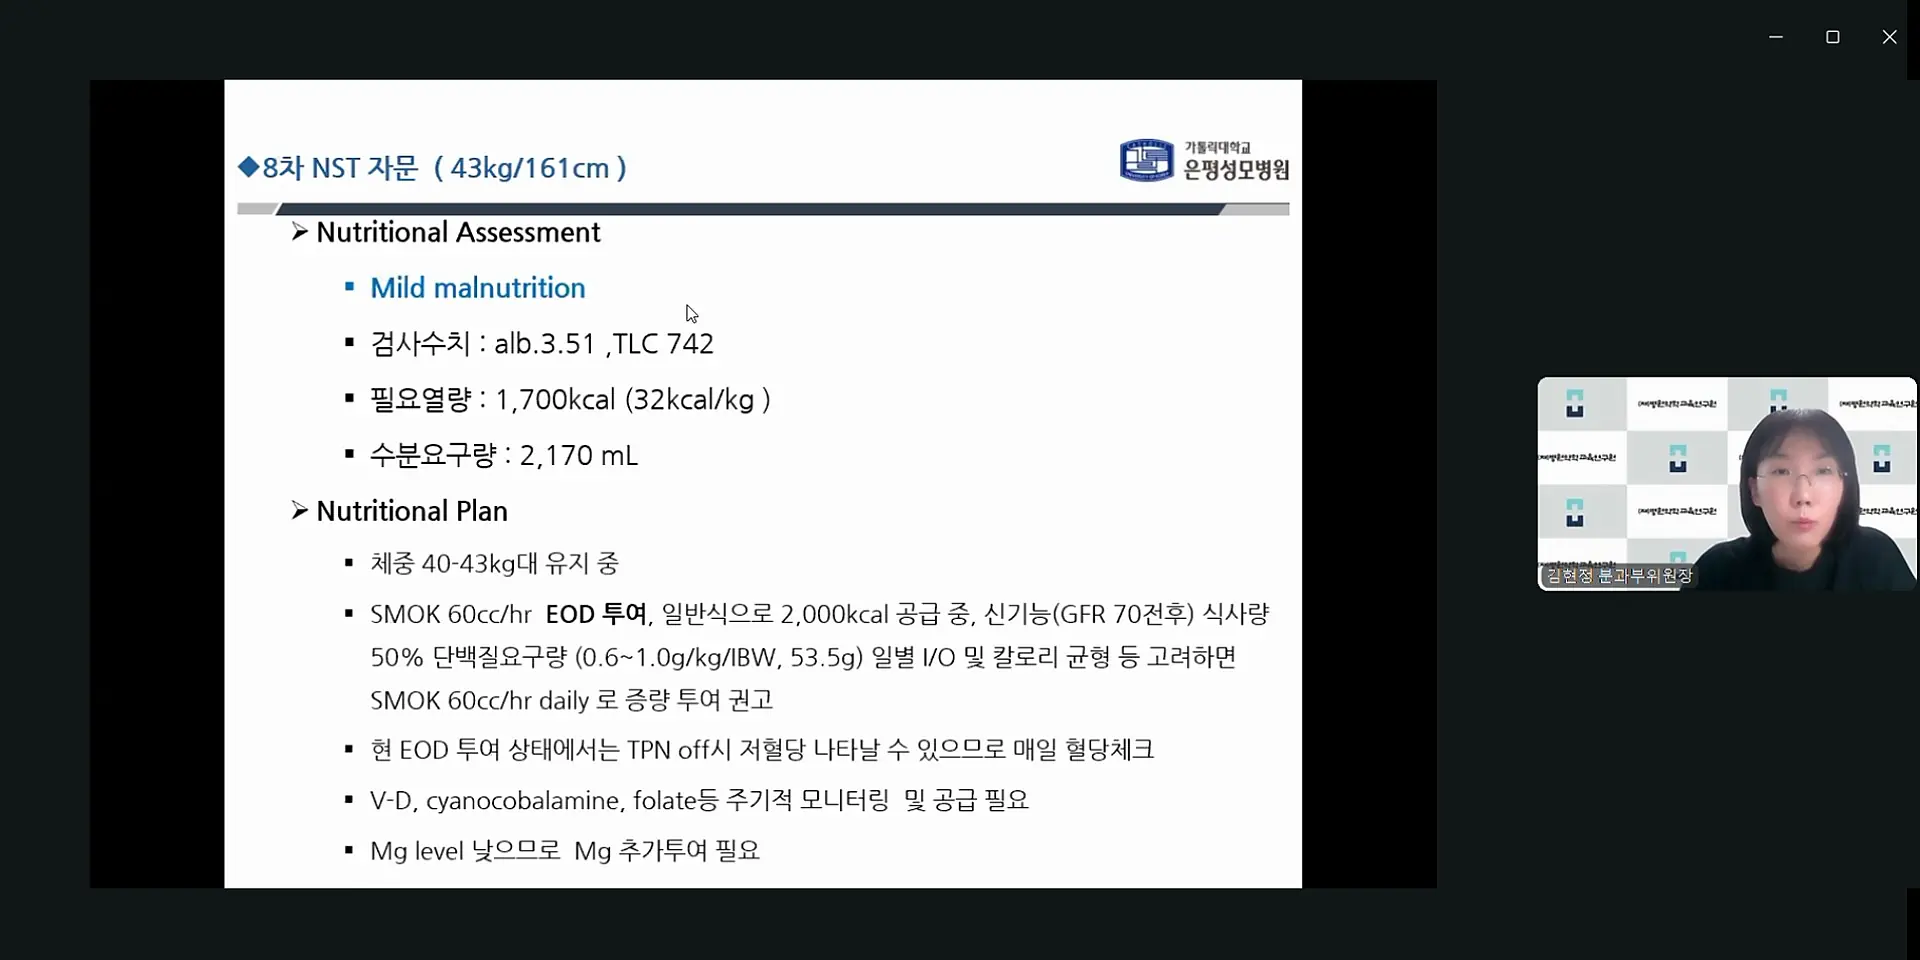 ◆8차 NST 자문 ( 43kg/161cm )
가톨릭대학교
은평성모병원
➢ Nutritional Assessment
▪ Mild malnutrition
▪ 검사수치 : alb.3.51 ,TLC 742
▪ 필요열량 : 1,700kcal (32kcal/kg )
▪ 수분요구량 : 2,170 mL
➢ Nutritional Plan
▪ 체중 40-43kg대 유지 중
▪ SMOK 60cc/hr EOD 투여, 일반식으로 2,000kcal 공급 중, 신기능(GFR 70전후) 식사량
50% 단백질요구량 (0.6~1.0g/kg/IBW, 53.5g) 일별 I/O 및 칼로리 균형 등 고려하면
SMOK 60cc/hr daily 로 증량 투여 권고
▪ 현 EOD 투여 상태에서는 TPN off시 저혈당 나타날 수 있으므로 매일 혈당체크
▪ V-D, cyanocobalamine, folate등 주기적 모니터링 및 공급 필요
▪ Mg level 낮으므로 Mg 추가투여 필요
(재)병원약학교육연구원
김현정 분과부위원장